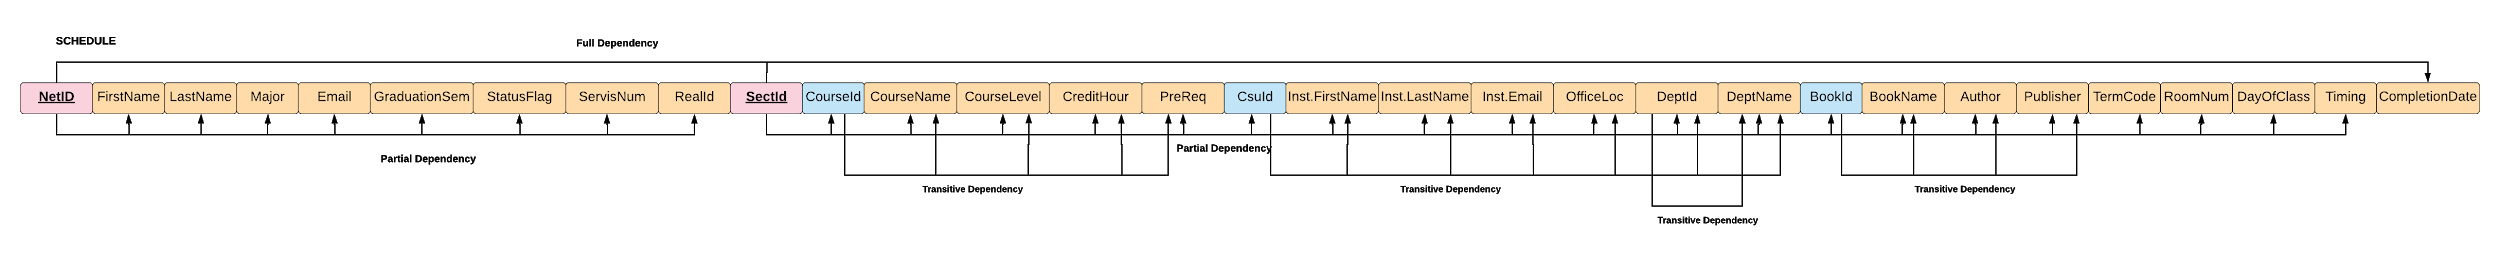 SCHEDULE
Full Dependency
NetID FirstName LastName Major Email GraduationSem StatusFlag ServisNum RealId SectId CourseId CourseName CourseLevel CreditHour PreReq CsuId Inst.FirstName Inst.LastName Inst.Email OfficeLoc DeptId DeptName BookId BookName Author Publisher TermCode RoomNum DayOfClass Timing CompletionDate
Partial Dependency
Partial Dependency
Transitive Dependency
Transitive Dependency
Transitive Dependency
Transitive Dependency